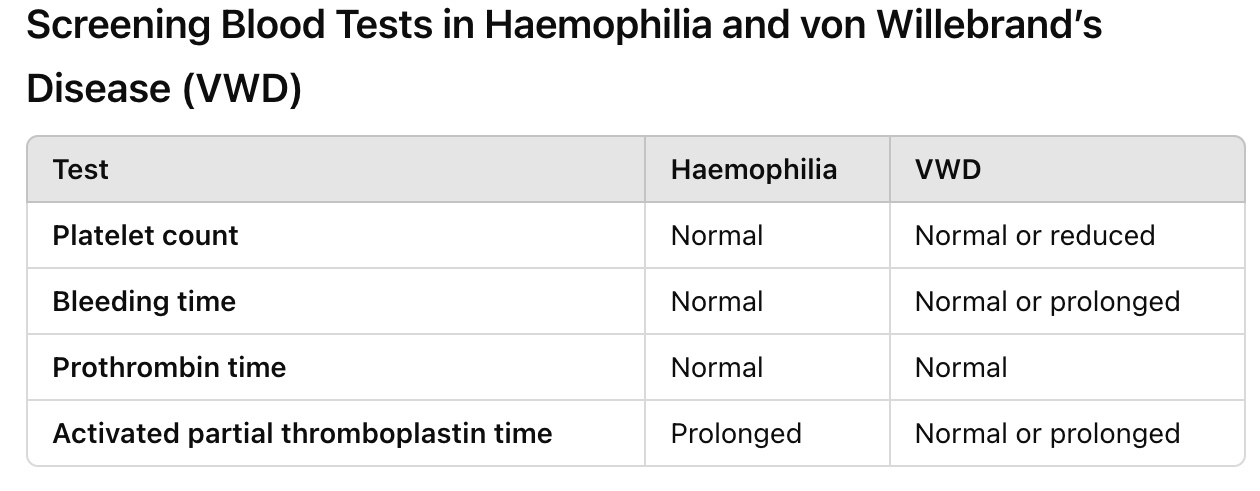 Screening Blood Tests in Haemophilia and von Willebrand’s
Disease (VWD)
Test Haemophilia VWD
Platelet count Normal Normal or reduced
Bleeding time Normal Normal or prolonged
Prothrombin time Normal Normal
Activated partial thromboplastin time Prolonged Normal or prolonged